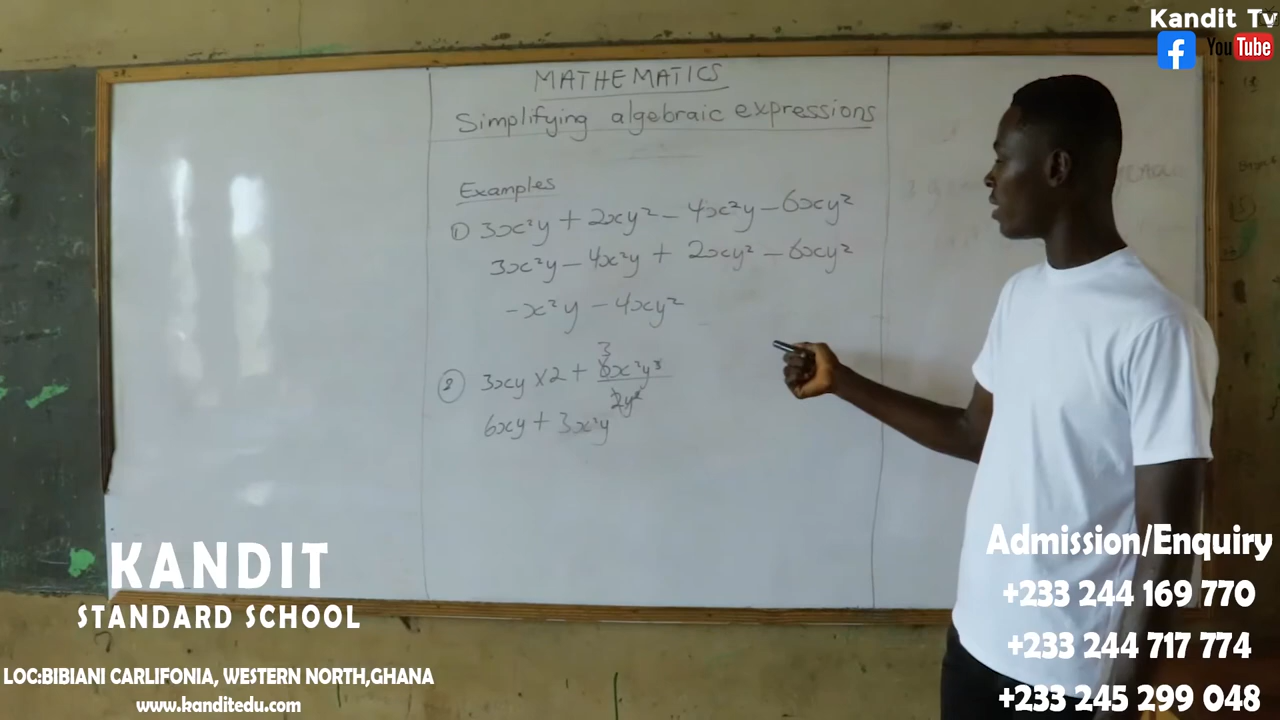 Kandit Tv
YouTube
MATHEMATICS
Simplifying algebraic expressions
Examples
1) 3x²y + 2xy² - 4x²y - 6xy²
3x²y - 4x²y + 2xy² - 6xy²
-x²y - 4xy²
3
3xy × 2 + 6x²y³
2y²
6xy + 3x²y
KANDIT
STANDARD SCHOOL
LOC:BIBIANI CARLIFONIA, WESTERN NORTH,GHANA
www.kanditedu.com
Admission/Enquiry
+233 244 169 770
+233 244 717 774
+233 245 299 048